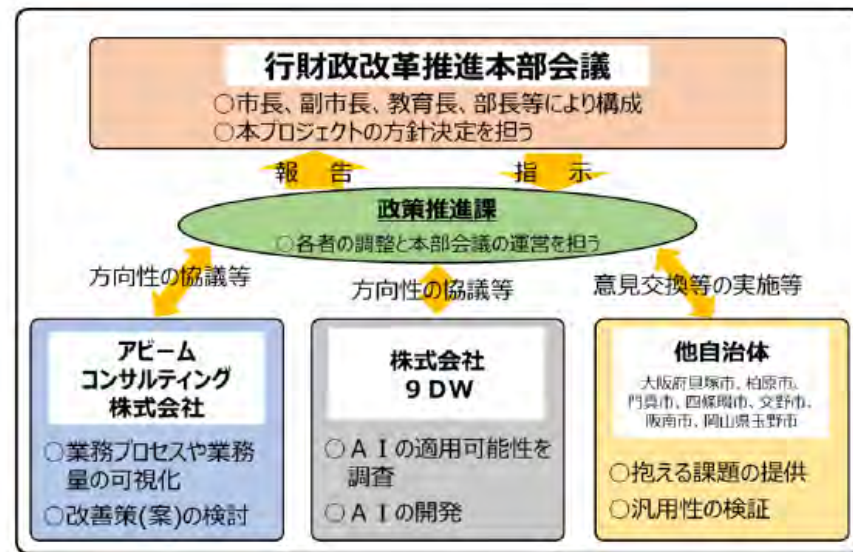 行財政改革推進本部会議
○市長、副市長、教育長、部長等により構成
○本プロジェクトの方針決定を担う
報 告
指 示
政策推進課
○各者の調整と本部会議の運営を担う
方向性の協議等
方向性の協議等
意見交換等の実施等
アビーム
コンサルティング
株式会社
○業務プロセスや業務
量の可視化
○改善策(案)の検討
株式会社
9DW
○AIの適用可能性を
調査
○AIの開発
他自治体
大阪府貝塚市、柏原市、
門真市、四條畷市、交野市、
阪南市、岡山県玉野市
○抱える課題の提供
○汎用性の検証